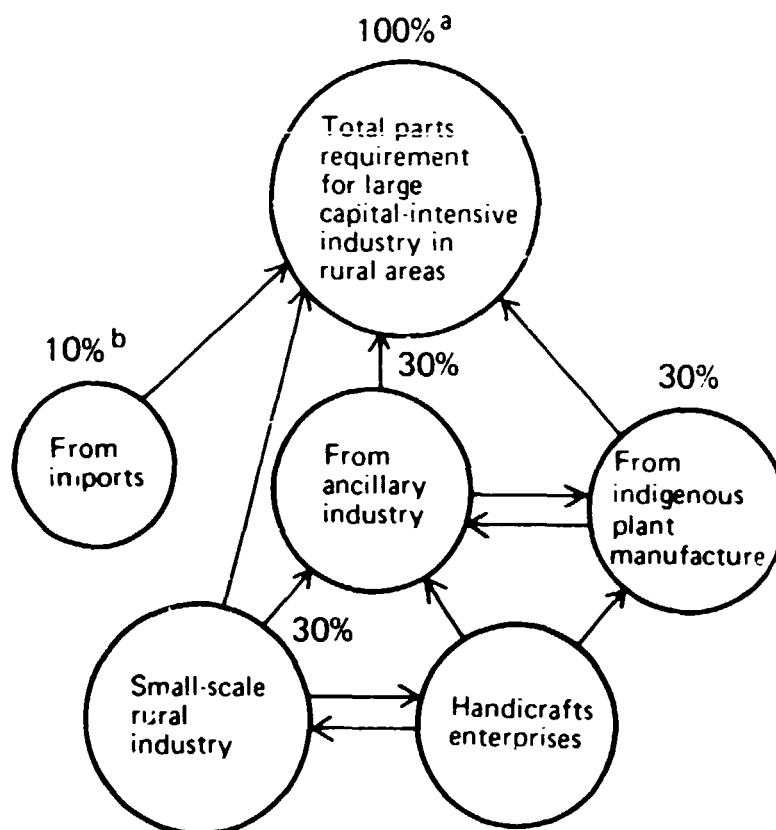 100% a
Total parts
requirement
for large
capital-intensive
industry in
rural areas
10% b
From
imports
30%
From
ancillary
industry
30%
From
indigenous
plant
manufacture
30%
Small-scale
rural
industry
Handicrafts
enterprises